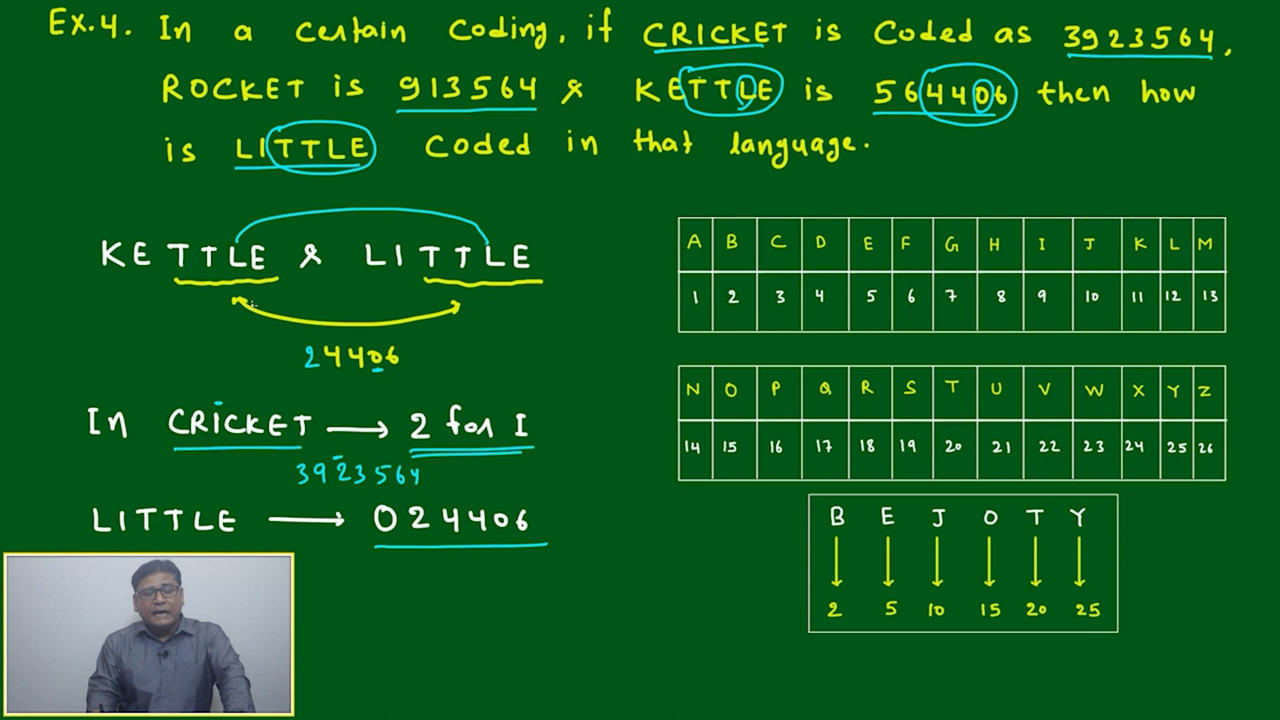 Ex.4. In a certain coding, if CRICKET is coded as 3923564,
ROCKET is 913564 & KETTLE is 564406 then how
is LITTLE coded in that language.
KETTLE & LITTLE
24406
In CRICKET → 2 for I
3923564
LITTLE → 024406
A B C D E F G H I J K L M
1 2 3 4 5 6 7 8 9 10 11 12 13
N O P Q R S T U V W X Y Z
14 15 16 17 18 19 20 21 22 23 24 25 26
B E J O T Y
2 5 10 15 20 25